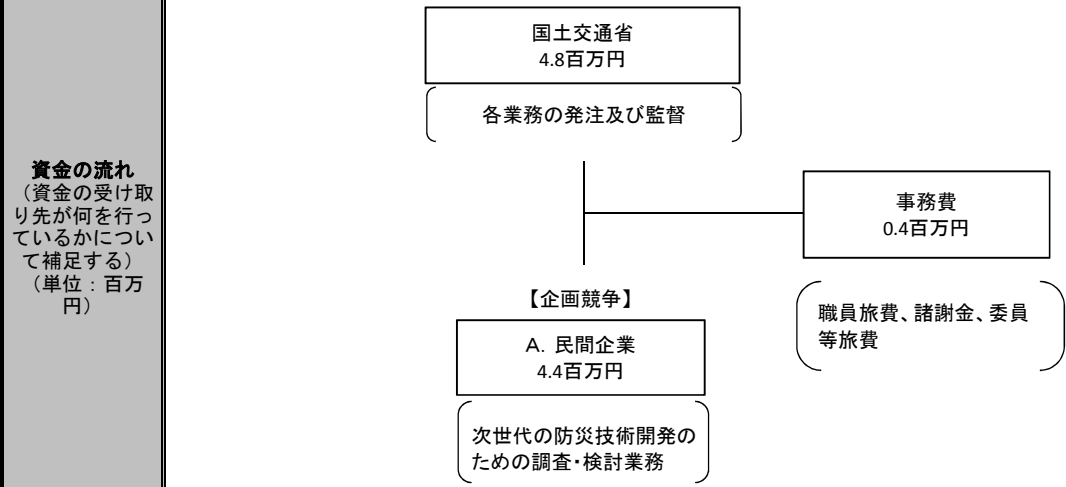 資金の流れ
（資金の受け取
り先が何を行っ
ているかについ
て補足する）
（単位：百万
円）
国土交通省
4.8百万円
各業務の発注及び監督
事務費
0.4百万円
職員旅費、諸謝金、委員
等旅費
【企画競争】
A. 民間企業
4.4百万円
次世代の防災技術開発の
ための調査・検討業務